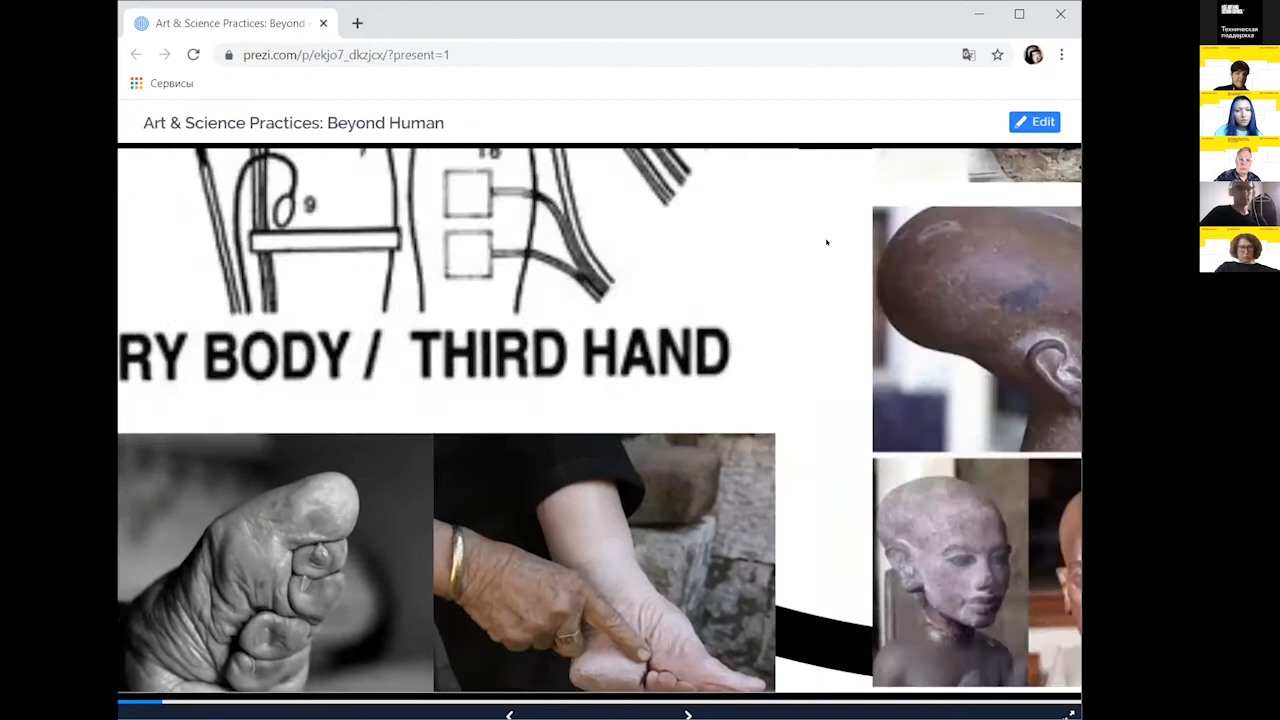 Art & Science Practices: Beyond
prezi.com/p/ekjo7_dkzjcx/?present=1
Сервисы
Art & Science Practices: Beyond Human
Edit
16
9
RY BODY / THIRD HAND
Техническая
поддержка